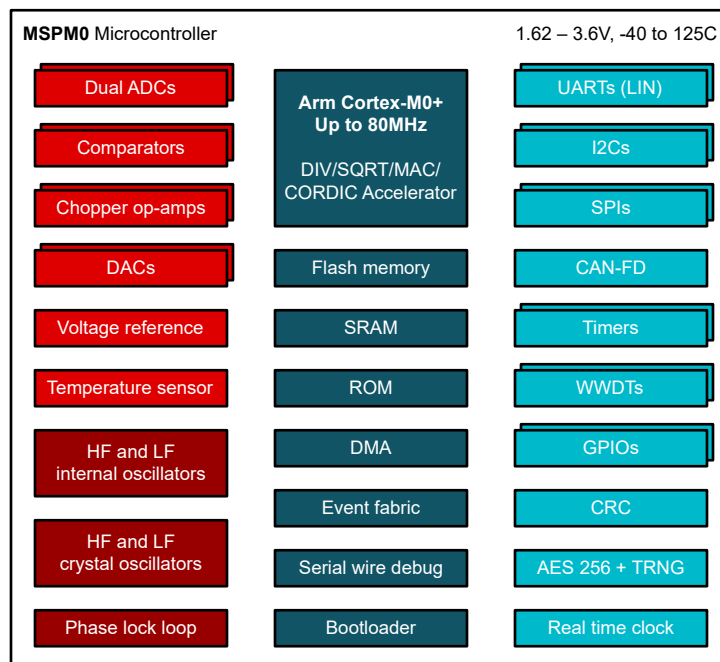 MSPM0 Microcontroller
1.62 – 3.6V, -40 to 125C
Dual ADCs
Comparators
Chopper op-amps
DACs
Voltage reference
Temperature sensor
HF and LF
internal oscillators
HF and LF
crystal oscillators
Phase lock loop
Arm Cortex-M0+
Up to 80MHz
DIV/SQRT/MAC/
CORDIC Accelerator
Flash memory
SRAM
ROM
DMA
Event fabric
Serial wire debug
Bootloader
UARTs (LIN)
I2Cs
SPIs
CAN-FD
Timers
WWDTs
GPIOs
CRC
AES 256 + TRNG
Real time clock